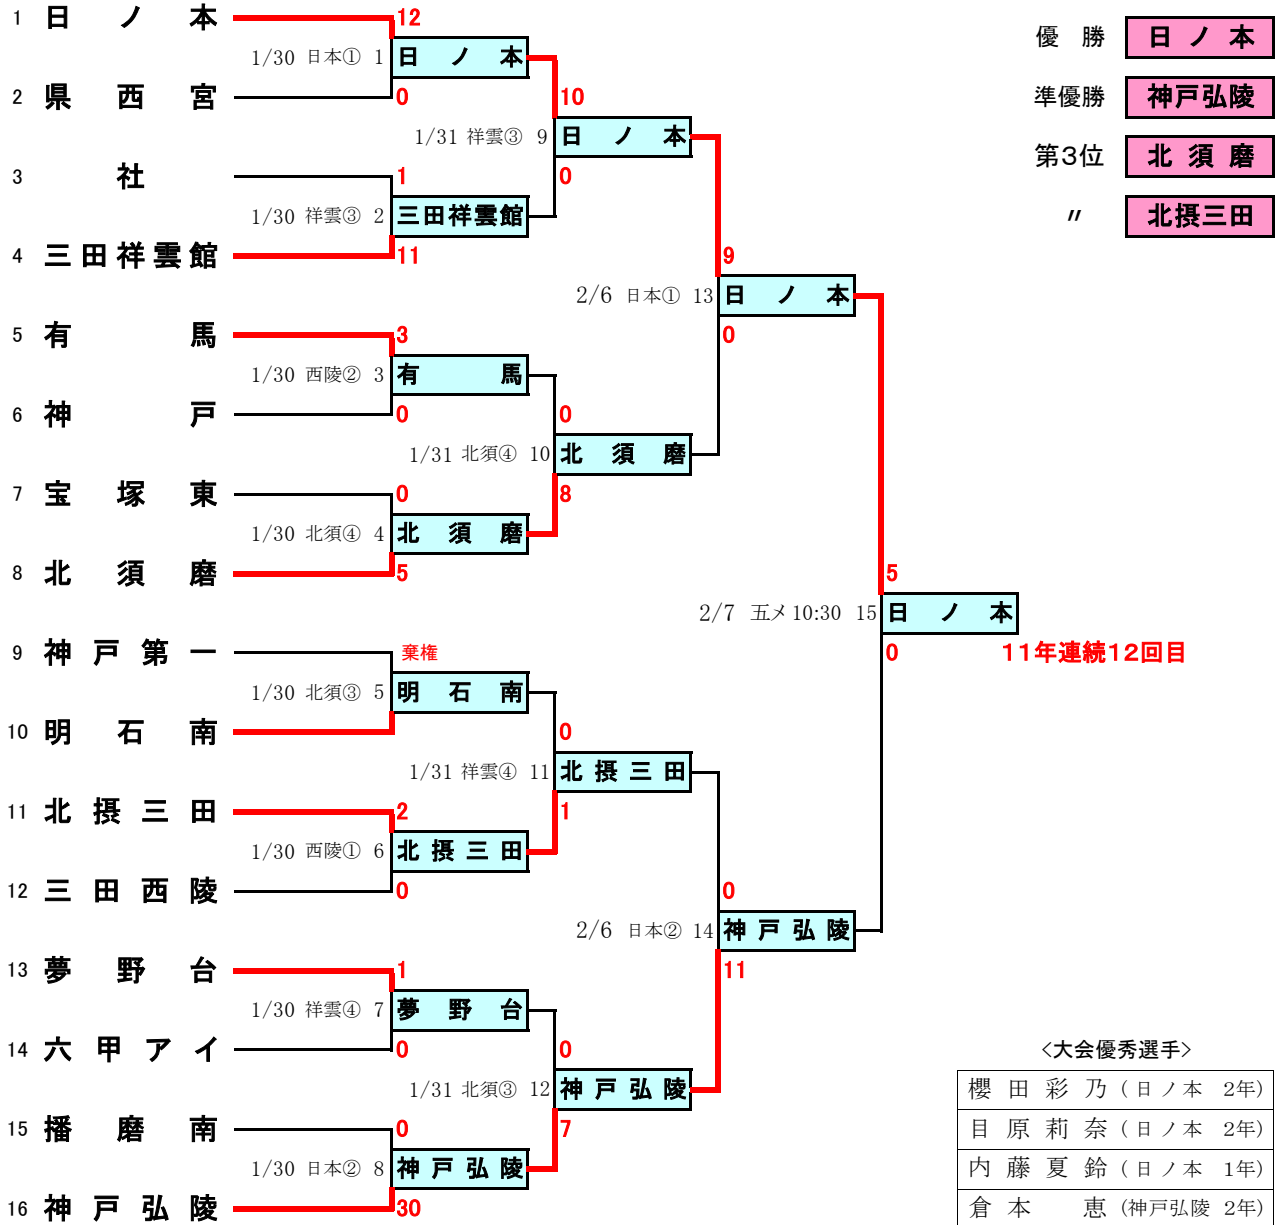 1 日ノ本 12
1/30 日本① 1 日ノ本
2 県西宮 0
10
1/31 祥雲③ 9 日ノ本
0
3 社 1
1/30 祥雲③ 2 三田祥雲館
4 三田祥雲館 11
9
2/6 日本① 13 日ノ本
0
5 有馬 3
1/30 西陵② 3 有馬
6 神戸 0
0
1/31 北須④ 10 北須磨
8
7 宝塚東 0
1/30 北須④ 4 北須磨
8 北須磨 5
5
2/7 五メ10:30 15 日ノ本
0 11年連続12回目
9 神戸第一 棄権
1/30 北須③ 5 明石南
10 明石南
0
1/31 祥雲④ 11 北摂三田
1
11 北摂三田 2
1/30 西陵① 6 北摂三田
12 三田西陵 0
0
2/6 日本② 14 神戸弘陵
11
13 夢野台 1
1/30 祥雲④ 7 夢野台
14 六甲アイ 0
0
1/31 北須③ 12 神戸弘陵
7
15 播磨南 0
1/30 日本② 8 神戸弘陵
16 神戸弘陵 30
優勝 日ノ本
準優勝 神戸弘陵
第3位 北須磨
〃 北摂三田
<大会優秀選手>
櫻田彩乃 (日ノ本 2年)
目原莉奈 (日ノ本 2年)
内藤夏鈴 (日ノ本 1年)
倉本 恵 (神戸弘陵 2年)